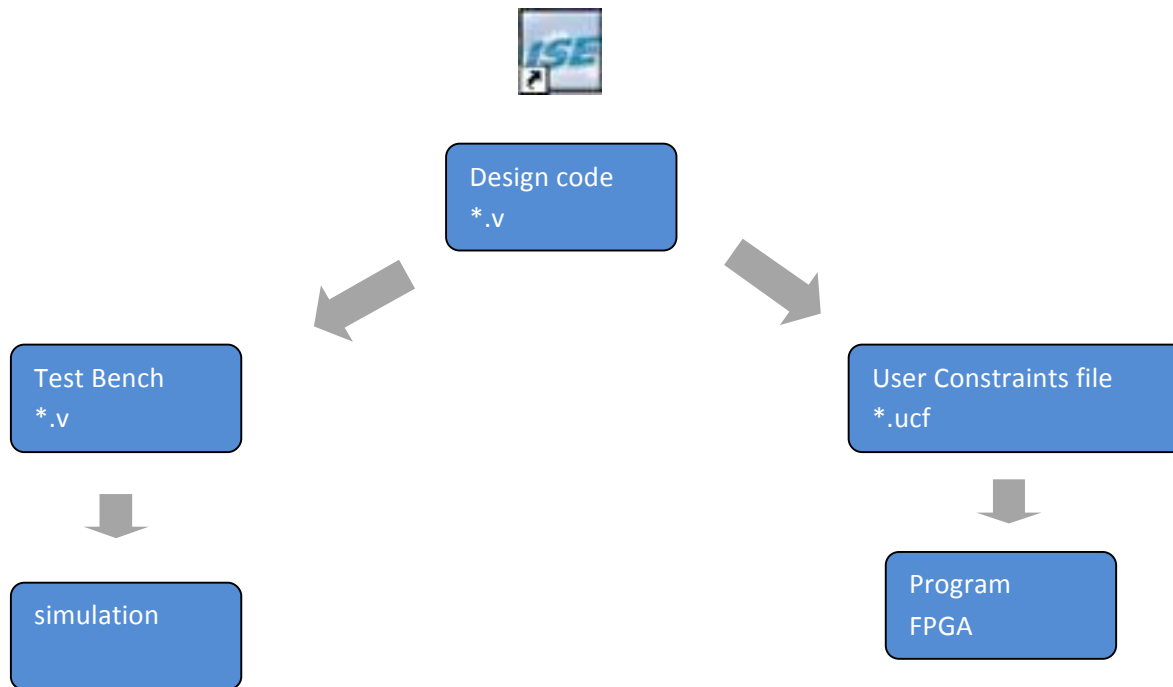 ISE
Design code
*.v
Test Bench
*.v
User Constraints file
*.ucf
simulation
Program
FPGA